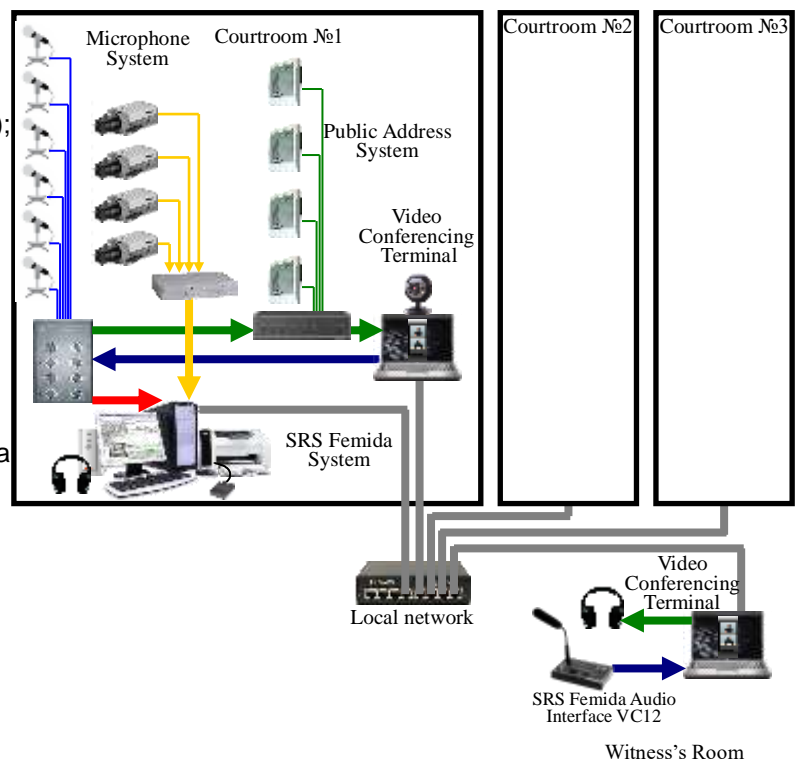 Microphone
System
Courtroom №1
Courtroom №2
Courtroom №3
);
Public Address
System
Video
Conferencing
Terminal
a
SRS Femida
System
Local network
Video
Conferencing
Terminal
SRS Femida Audio
Interface VC12
Witness's Room